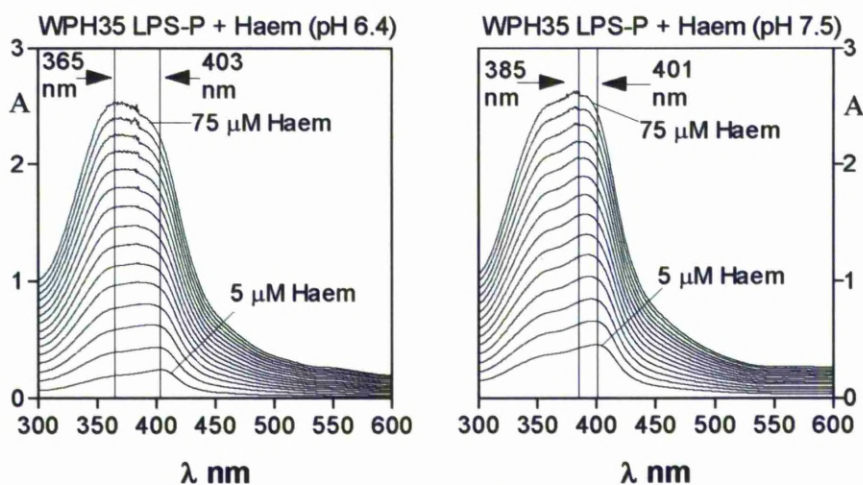 WPH35 LPS-P + Haem (pH 6.4)
3
365
nm
403
nm
A
75 μM Haem
2
1
5 μM Haem
0
300 350 400 450 500 550 600
λ nm
WPH35 LPS-P + Haem (pH 7.5)
3
385
nm
401
nm
A
75 μM Haem
2
1
5 μM Haem
0
300 350 400 450 500 550 600
λ nm